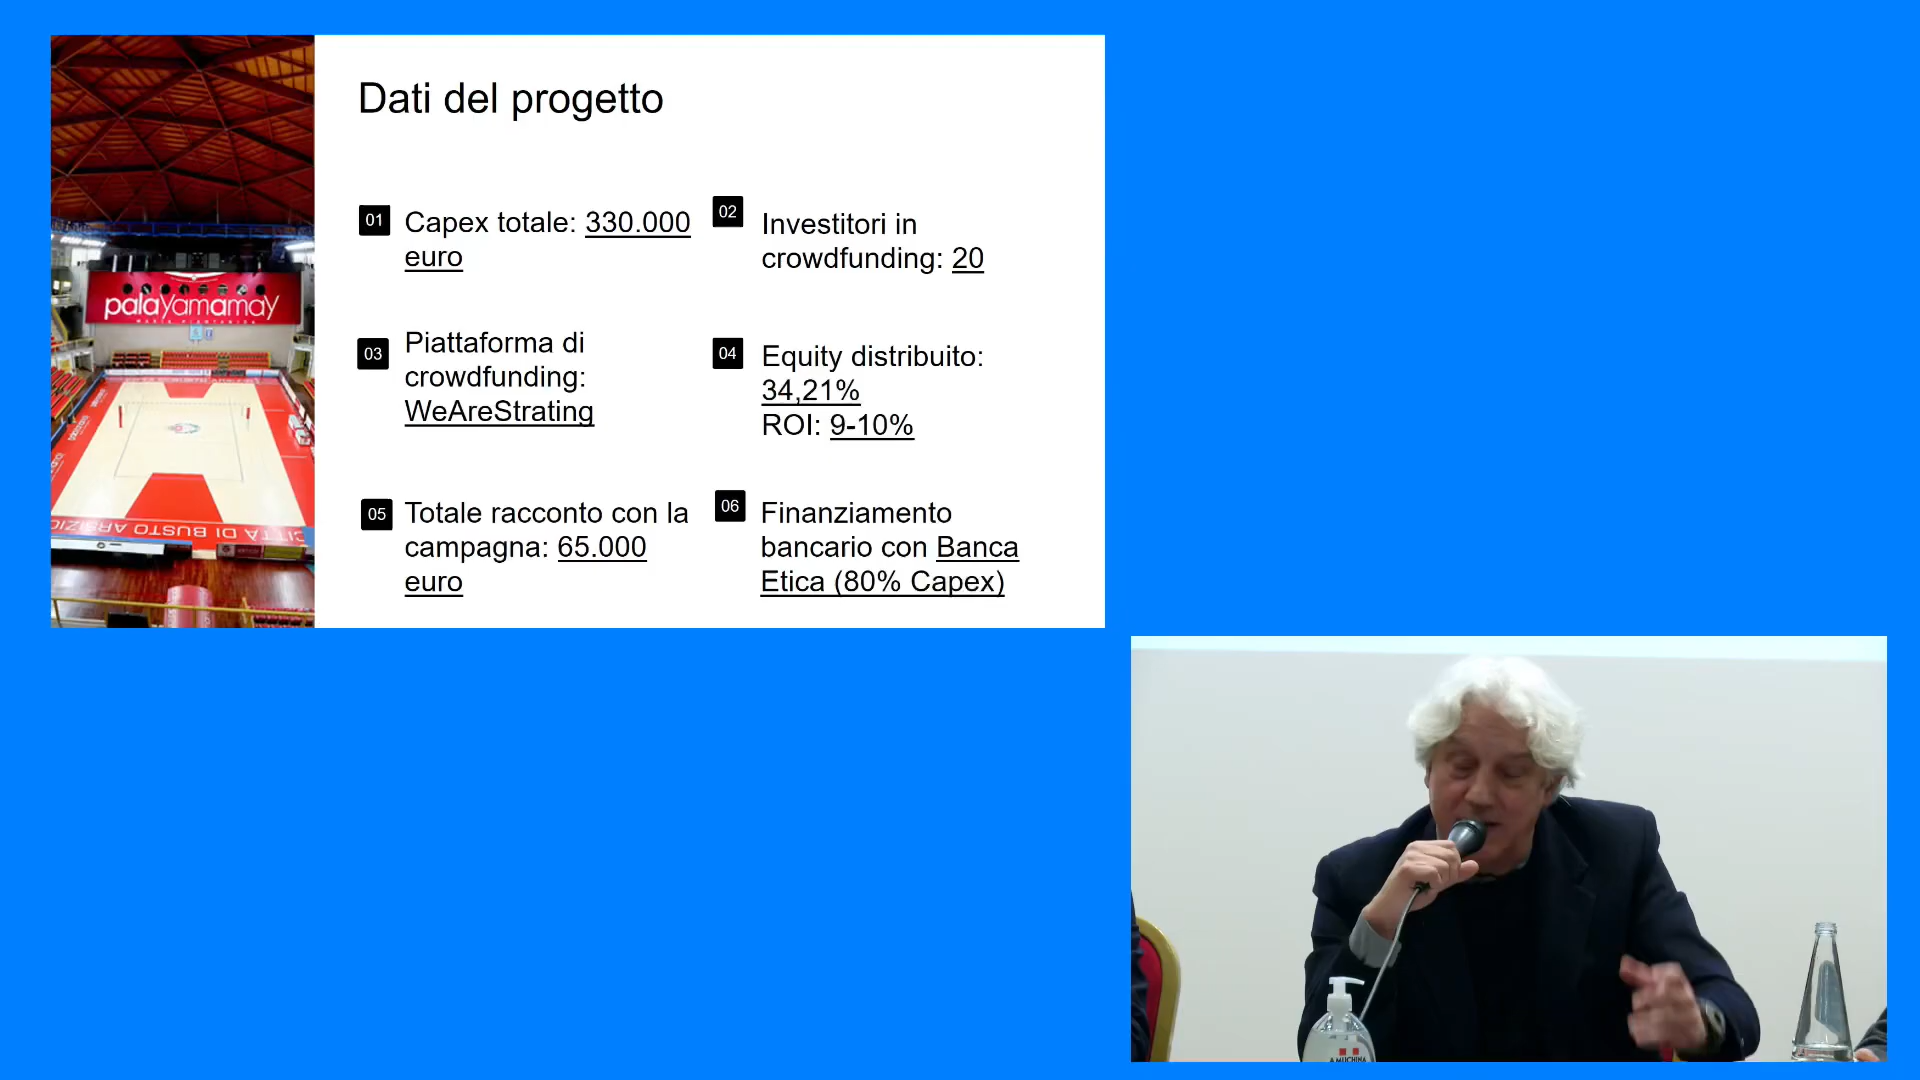 Dati del progetto
01
Capex totale: 330.000
euro
02
Investitori in
crowdfunding: 20
03
Piattaforma di
crowdfunding:
WeAreStrating
04
Equity distribuito:
34,21%
ROI: 9-10%
05
Totale racconto con la
campagna: 65.000
euro
06
Finanziamento
bancario con Banca
Etica (80% Capex)
palayamamay
CITTÀ DI BUSTO ARSIZIO
AMUCHINA